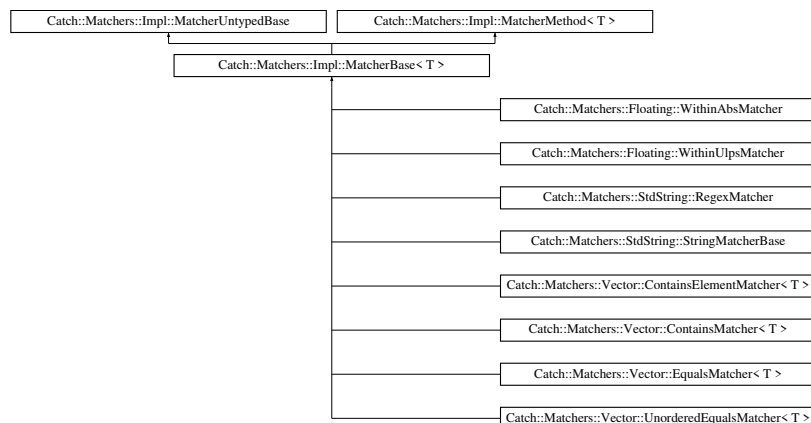 Catch::Matchers::Impl::MatcherUntypedBase
Catch::Matchers::Impl::MatcherMethod< T >
Catch::Matchers::Impl::MatcherBase< T >
Catch::Matchers::Floating::WithinAbsMatcher
Catch::Matchers::Floating::WithinUlpsMatcher
Catch::Matchers::StdString::RegexMatcher
Catch::Matchers::StdString::StringMatcherBase
Catch::Matchers::Vector::ContainsElementMatcher< T >
Catch::Matchers::Vector::ContainsMatcher< T >
Catch::Matchers::Vector::EqualsMatcher< T >
Catch::Matchers::Vector::UnorderedEqualsMatcher< T >